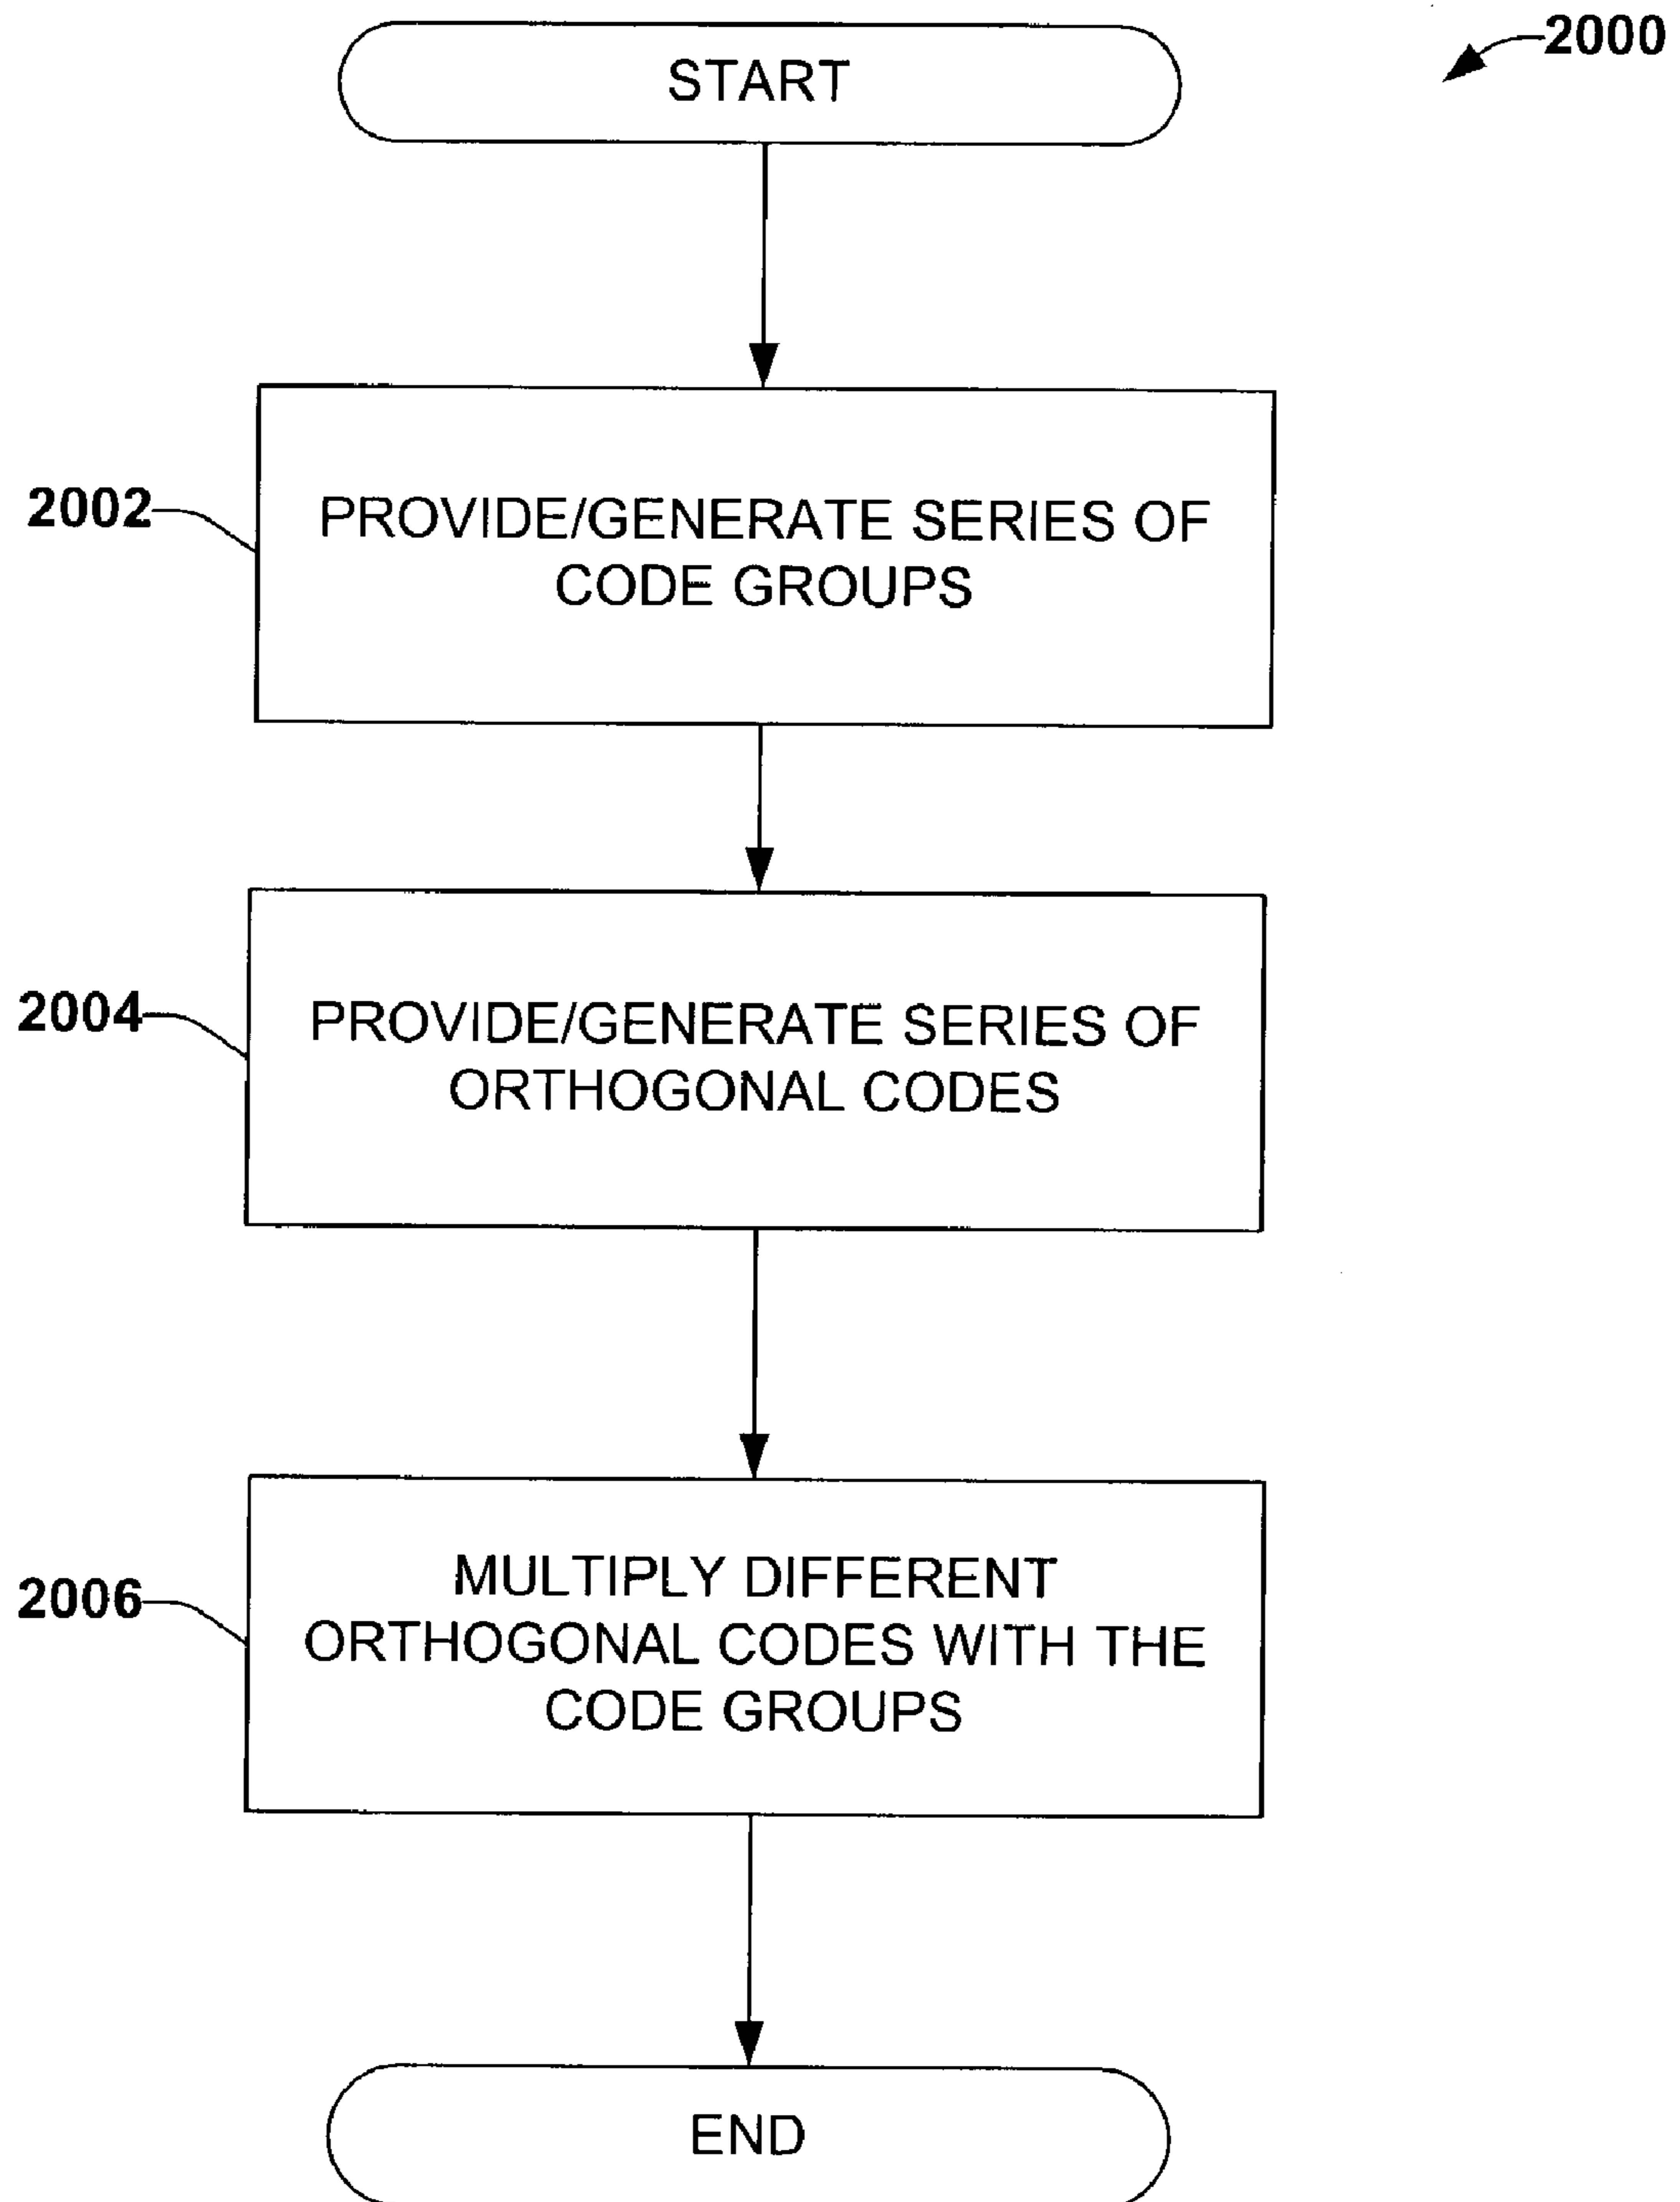 START
2000
2002
PROVIDE/GENERATE SERIES OF
CODE GROUPS
2004
PROVIDE/GENERATE SERIES OF
ORTHOGONAL CODES
2006
MULTIPLY DIFFERENT
ORTHOGONAL CODES WITH THE
CODE GROUPS
END